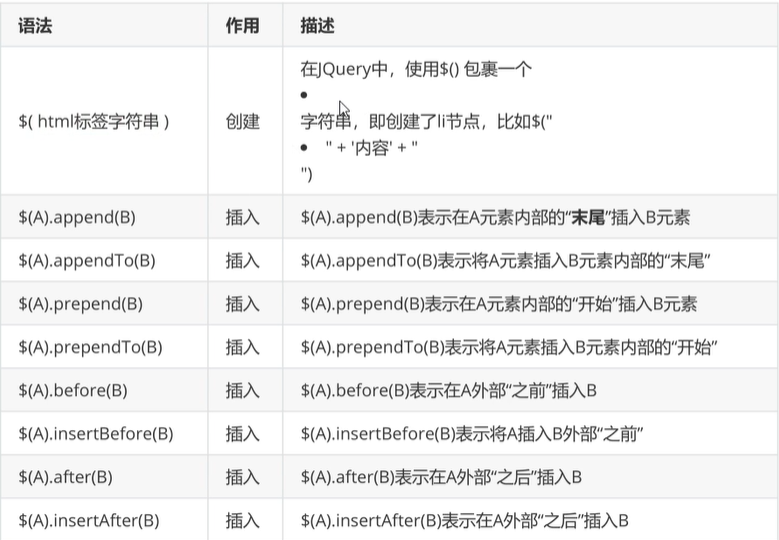 语法 作用 描述
在JQuery中，使用$() 包裹一个
•
$( html标签字符串 ) 创建 字符串，即创建了li节点，比如$("
• " + '内容' + "
")
$(A).append(B) 插入 $(A).append(B)表示在A元素内部的“末尾”插入B元素
$(A).appendTo(B) 插入 $(A).appendTo(B)表示将A元素插入B元素内部的“末尾”
$(A).prepend(B) 插入 $(A).prepend(B)表示在A元素内部的“开始”插入B元素
$(A).prependTo(B) 插入 $(A).prependTo(B)表示将A元素插入B元素内部的“开始”
$(A).before(B) 插入 $(A).before(B)表示在A外部“之前”插入B
$(A).insertBefore(B) 插入 $(A).insertBefore(B)表示将A插入B外部“之前”
$(A).after(B) 插入 $(A).after(B)表示在A外部“之后”插入B
$(A).insertAfter(B) 插入 $(A).insertAfter(B)表示在A外部“之后”插入B